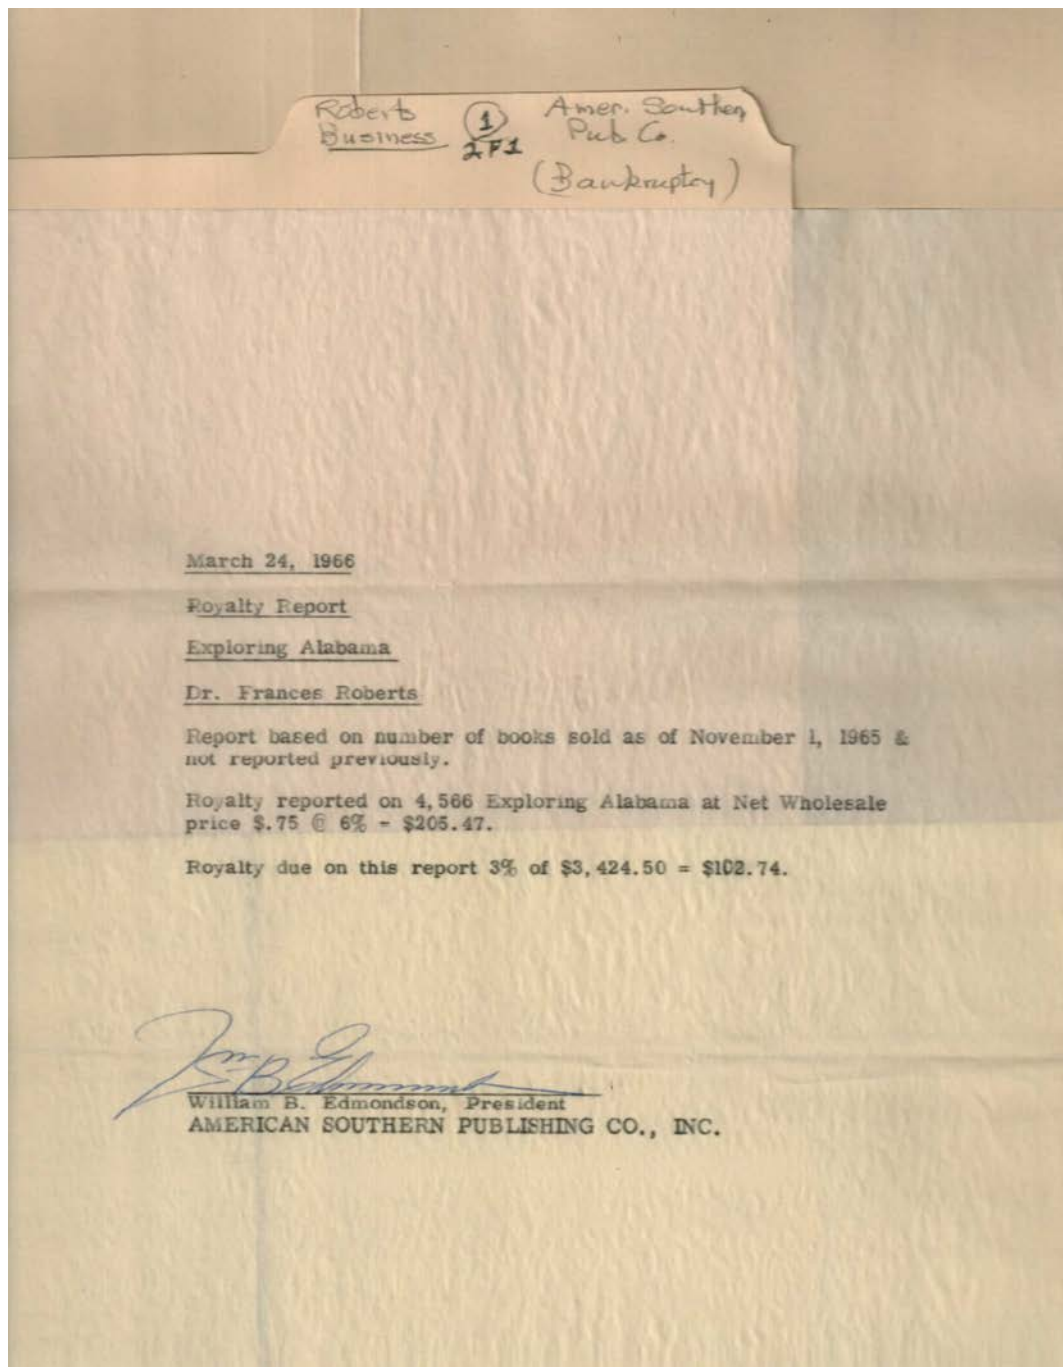 Roberts
Business
1
2F1
Amer. Southern
Pub Co.
(Bankruptcy)
March 24, 1966
Royalty Report
Exploring Alabama
Dr. Frances Roberts
Report based on number of books sold as of November 1, 1965 &
not reported previously.
Royalty reported on 4,566 Exploring Alabama at Net Wholesale
price $.75 @ 6% - $205.47.
Royalty due on this report 3% of $3,424.50 = $102.74.
Wm B Edmondson
William B. Edmondson, President
AMERICAN SOUTHERN PUBLISHING CO., INC.